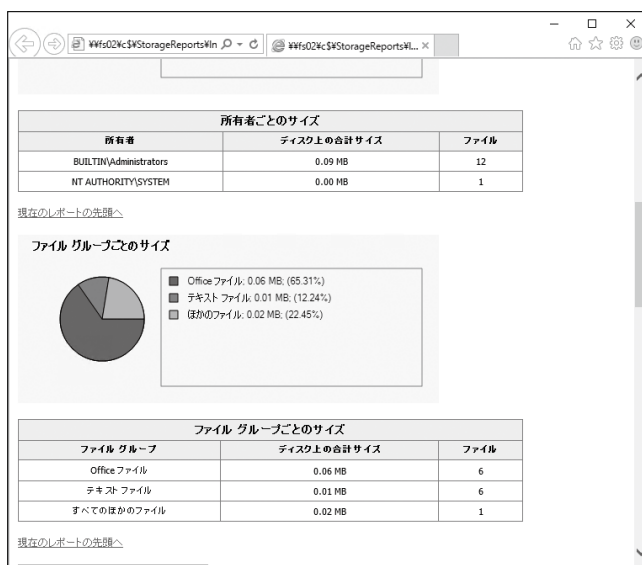 ¥¥fs02¥c$¥StorageReports¥In
¥¥fs02¥c$¥StorageReports¥I... ×
所有者ごとのサイズ
所有者 ディスク上の合計サイズ ファイル
BUILTIN\Administrators 0.09 MB 12
NT AUTHORITY\SYSTEM 0.00 MB 1
現在のレポートの先頭へ
ファイル グループごとのサイズ
Office ファイル; 0.06 MB; (65.31%)
テキスト ファイル; 0.01 MB; (12.24%)
ほかのファイル; 0.02 MB; (22.45%)
ファイル グループごとのサイズ
ファイル グループ ディスク上の合計サイズ ファイル
Office ファイル 0.06 MB 6
テキスト ファイル 0.01 MB 6
すべてのほかのファイル 0.02 MB 1
現在のレポートの先頭へ